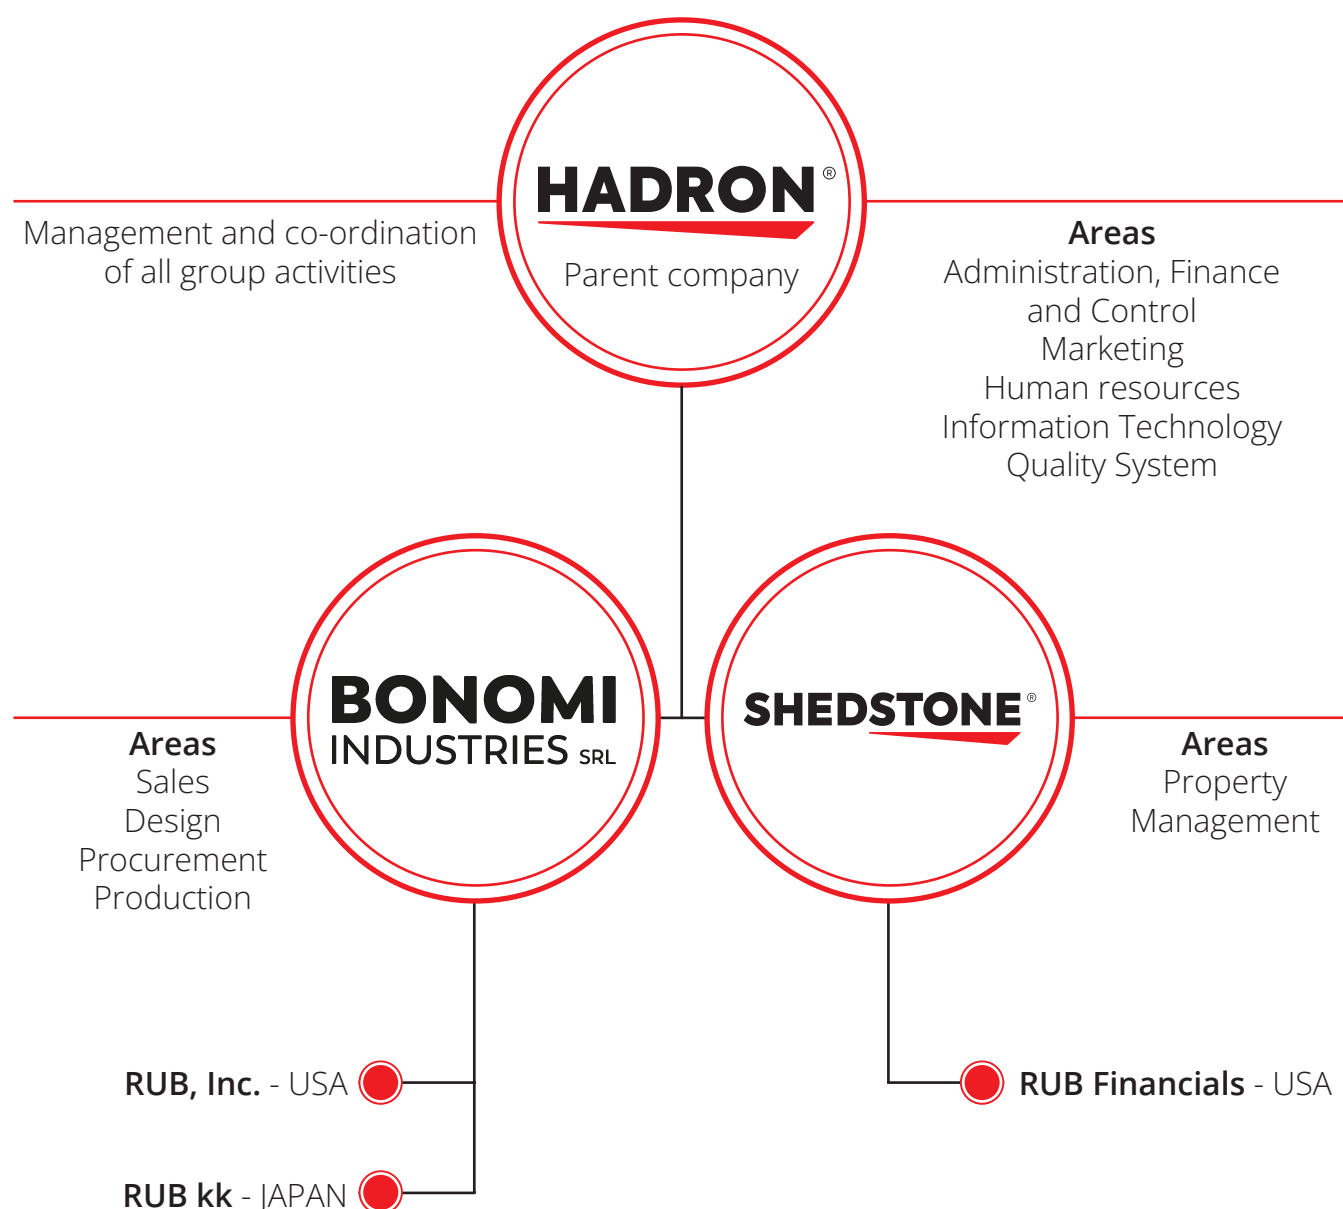 HADRON®
Parent company
Management and co-ordination
of all group activities
Areas
Administration, Finance
and Control
Marketing
Human resources
Information Technology
Quality System
BONOMI
INDUSTRIES SRL
Areas
Sales
Design
Procurement
Production
SHEDSTONE®
Areas
Property
Management
RUB, Inc. - USA
RUB kk - JAPAN
RUB Financials - USA